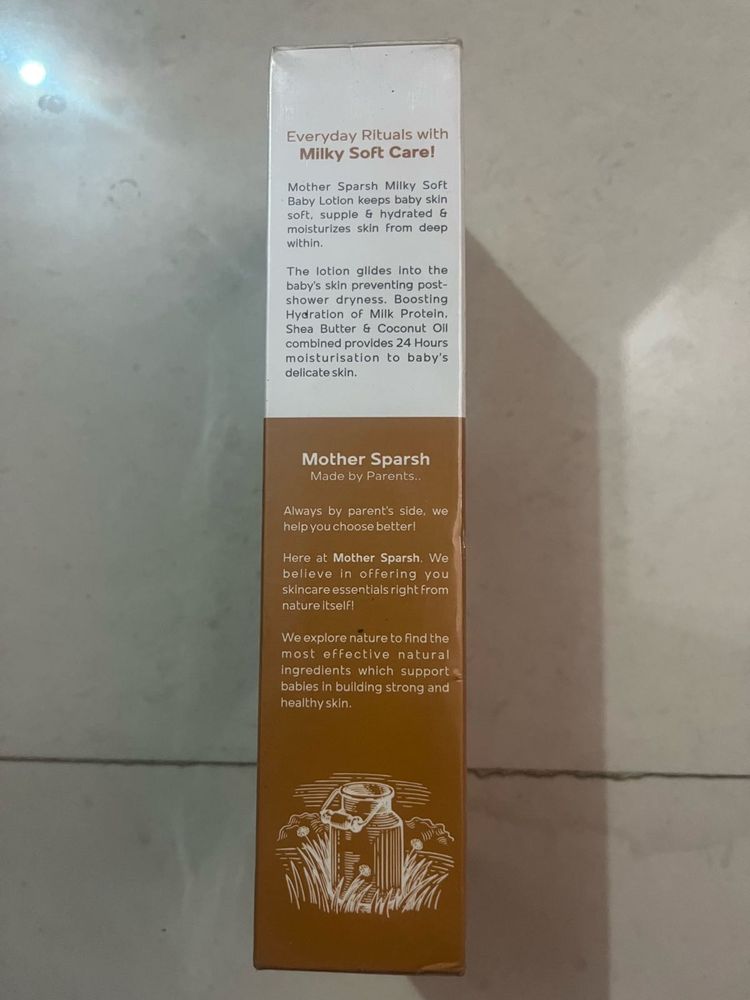 Everyday Rituals with
Milky Soft Care!
Mother Sparsh Milky Soft
Baby Lotion keeps baby skin
soft, supple & hydrated &
moisturizes skin from deep
within.
The lotion glides into the
baby's skin preventing post-
shower dryness. Boosting
Hydration of Milk Protein,
Shea Butter & Coconut Oil
combined provides 24 Hours
moisturisation to baby's
delicate skin.
Mother Sparsh
Made by Parents..
Always by parent's side, we
help you choose better!
Here at Mother Sparsh. We
believe in offering you
skincare essentials right from
nature itself!
We explore nature to find the
most effective natural
ingredients which support
babies in building strong and
healthy skin.